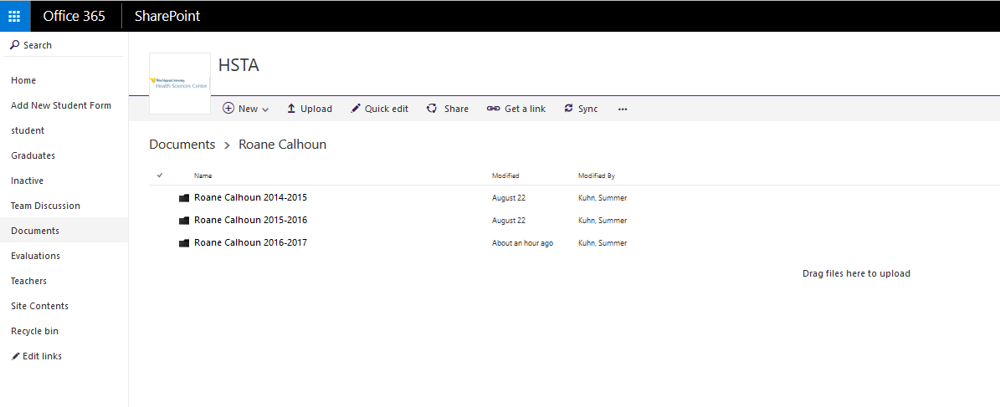 Office 365 SharePoint
Search
Home
Add New Student Form
student
Graduates
Inactive
Team Discussion
Documents
Evaluations
Teachers
Site Contents
Recycle bin
Edit links
West Virginia University
Health Sciences Center
HSTA
New Upload Quick edit Share Get a link Sync ...
Documents > Roane Calhoun
Name Modified Modified By
Roane Calhoun 2014-2015 August 22 Kuhn, Summer
Roane Calhoun 2015-2016 August 22 Kuhn, Summer
Roane Calhoun 2016-2017 About an hour ago Kuhn, Summer
Drag files here to upload